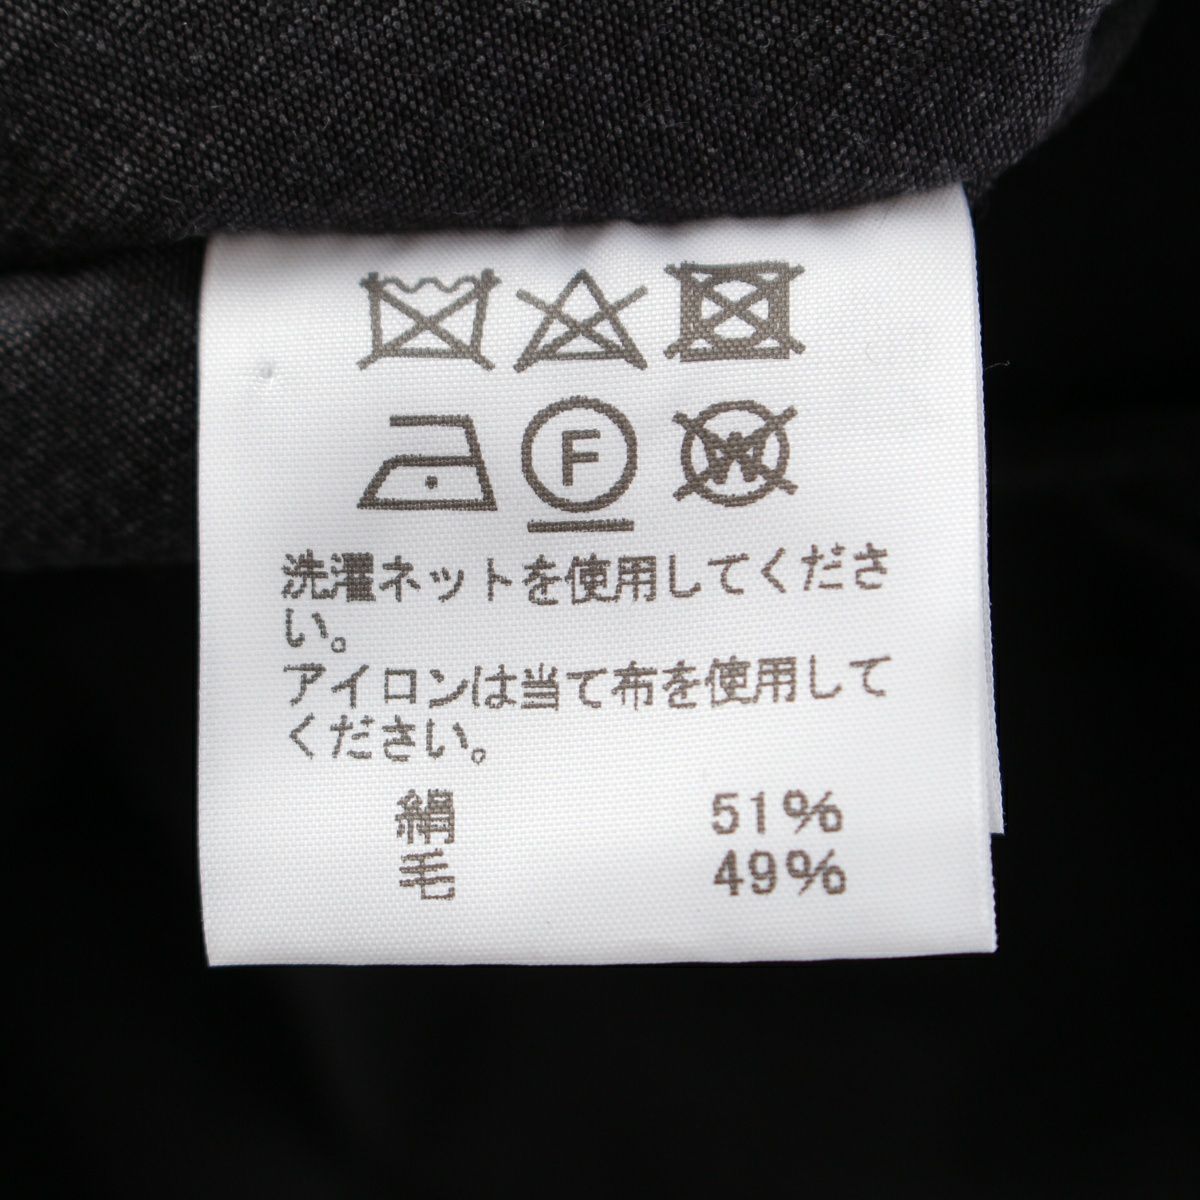 F
W
洗濯ネットを使用してくださ
い。
アイロンは当て布を使用して
ください。
絹 51%
毛 49%